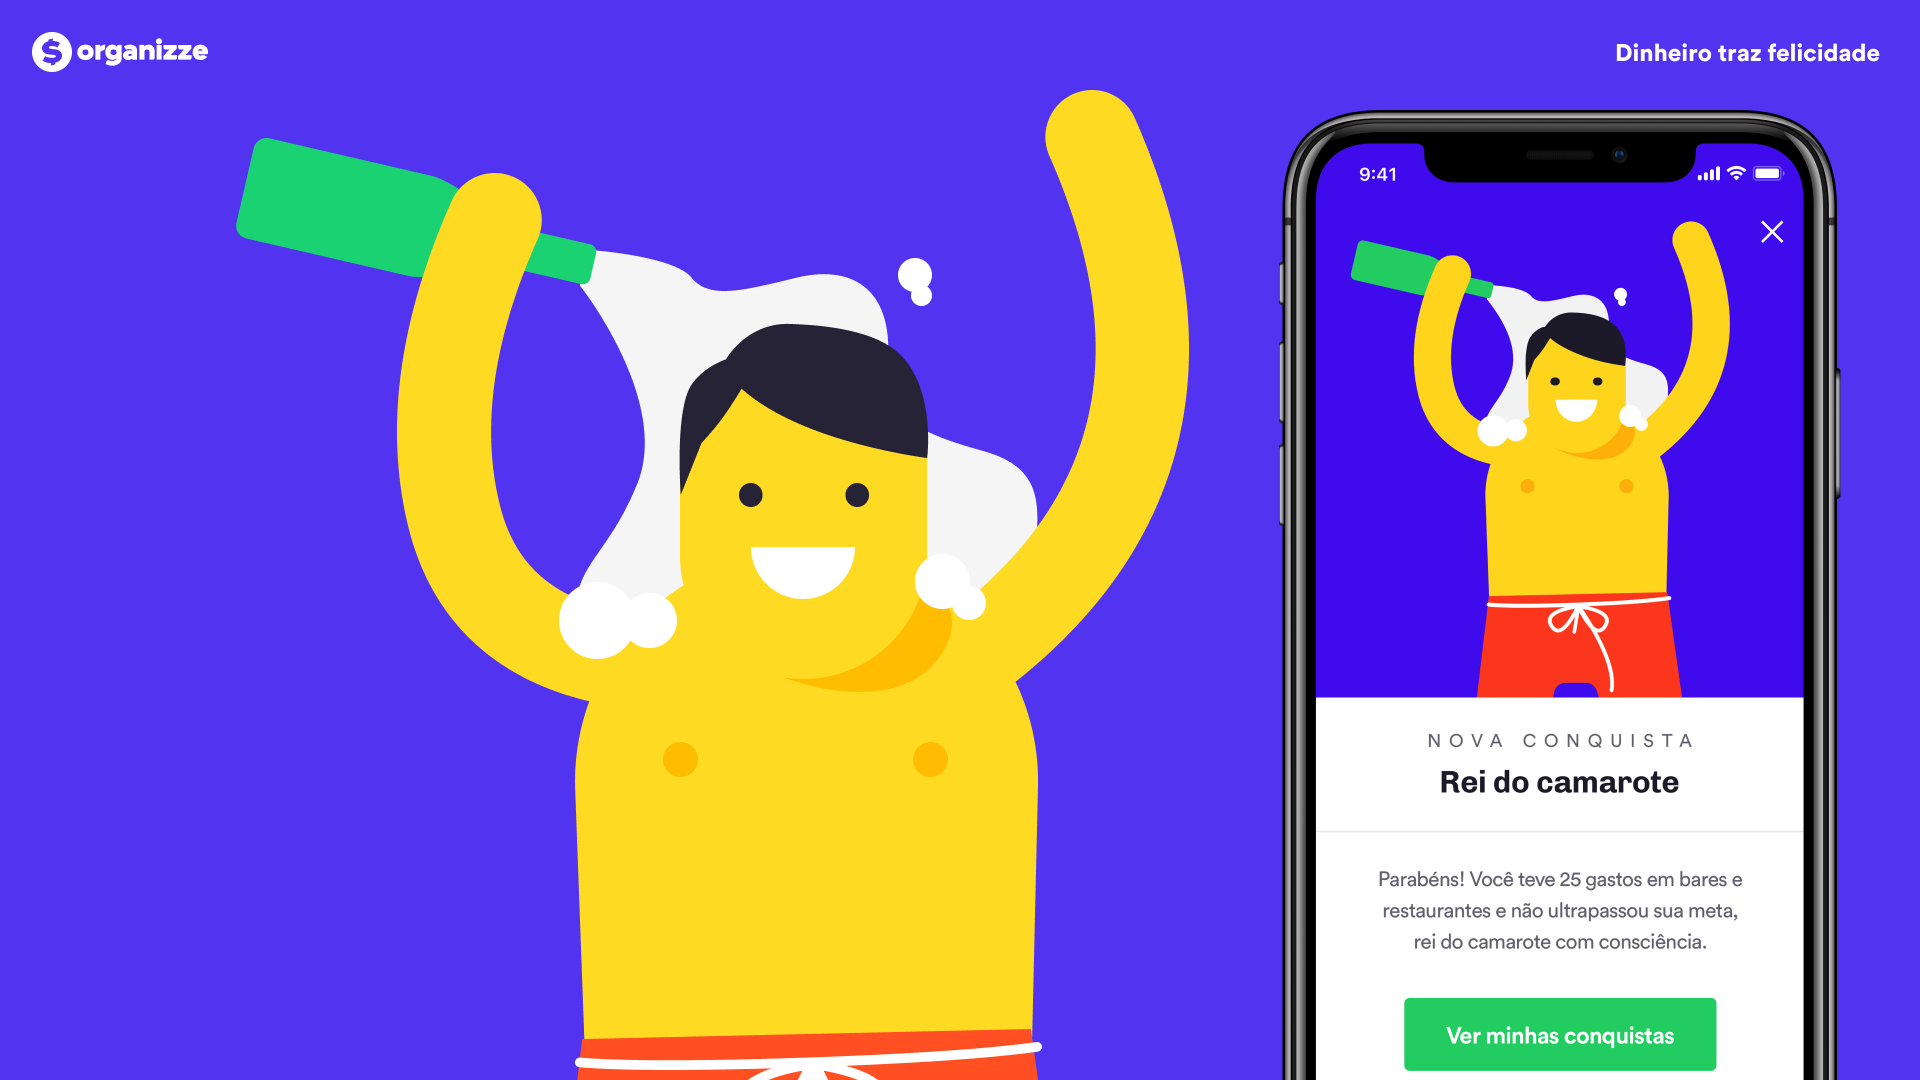 organizze
Dinheiro traz felicidade
9:41
NOVA CONQUISTA
Rei do camarote
Parabéns! Você teve 25 gastos em bares e
restaurantes e não ultrapassou sua meta,
rei do camarote com consciência.
Ver minhas conquistas